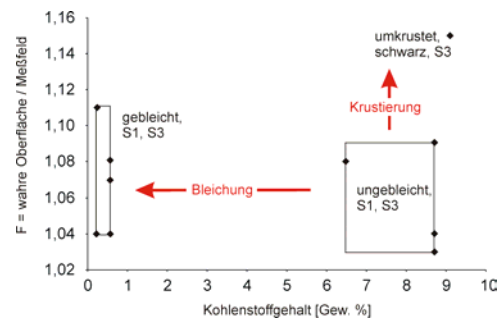 1,16
1,14
1,12
1,10
1,08
1,06
1,04
1,02
F = wahre Oberfläche / Meßfeld
umkrustet,
schwarz, S3
Krustierung
gebleicht,
S1, S3
Bleichung
ungebleicht,
S1, S3
0 1 2 3 4 5 6 7 8 9 10
Kohlenstoffgehalt [Gew. %]